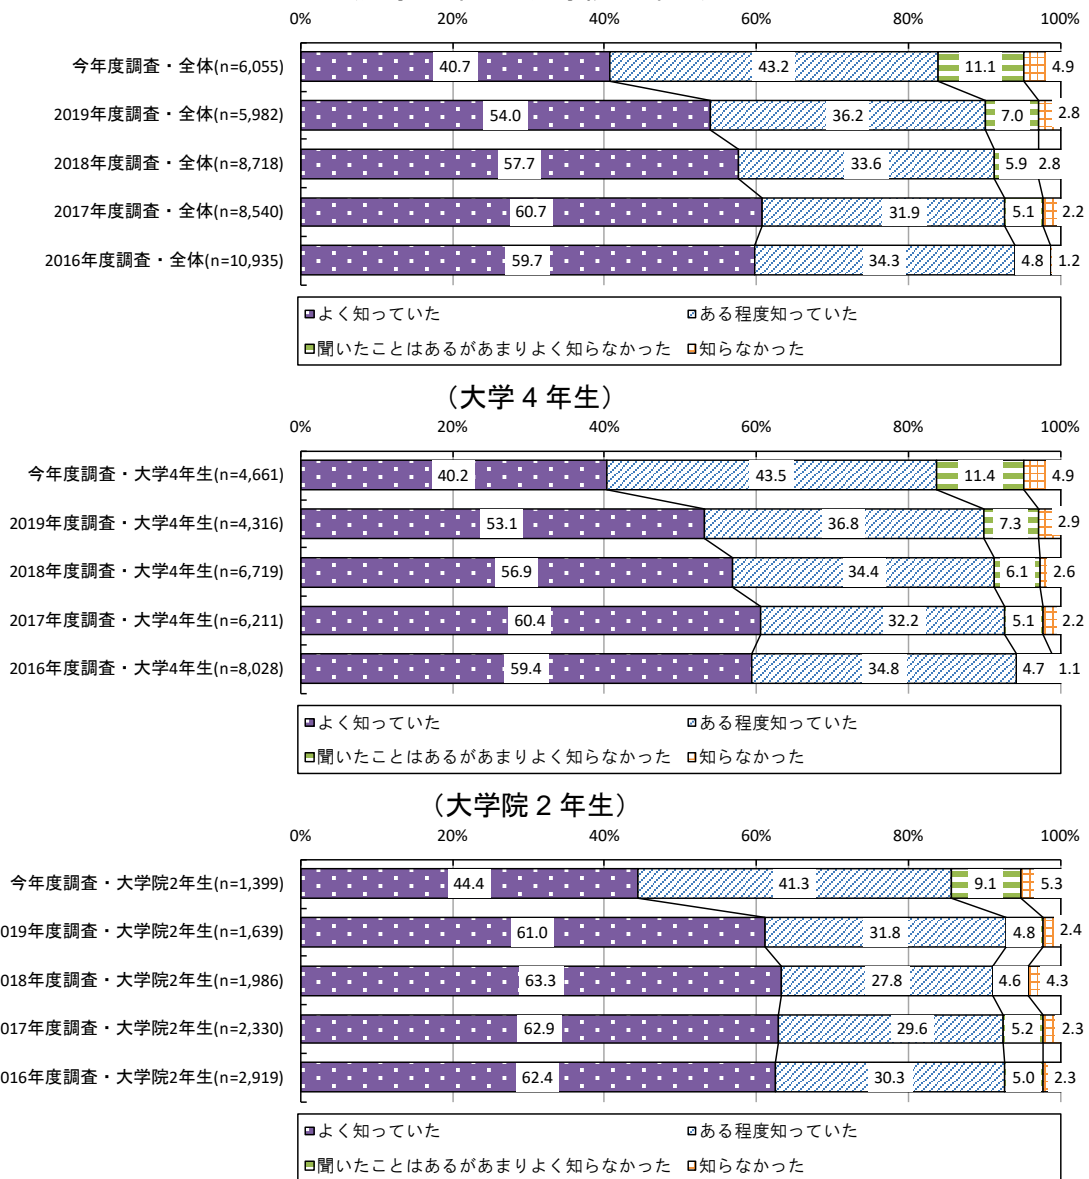 0% 20% 40% 60% 80% 100%
今年度調査・全体(n=6,055) 40.7 43.2 11.1 4.9
2019年度調査・全体(n=5,982) 54.0 36.2 7.0 2.8
2018年度調査・全体(n=8,718) 57.7 33.6 5.9 2.8
2017年度調査・全体(n=8,540) 60.7 31.9 5.1 2.2
2016年度調査・全体(n=10,935) 59.7 34.3 4.8 1.2
よく知っていた ある程度知っていた
聞いたことはあるがあまりよく知らなかった 知らなかった
（大学４年生）
0% 20% 40% 60% 80% 100%
今年度調査・大学4年生(n=4,661) 40.2 43.5 11.4 4.9
2019年度調査・大学4年生(n=4,316) 53.1 36.8 7.3 2.9
2018年度調査・大学4年生(n=6,719) 56.9 34.4 6.1 2.6
2017年度調査・大学4年生(n=6,211) 60.4 32.2 5.1 2.2
2016年度調査・大学4年生(n=8,028) 59.4 34.8 4.7 1.1
よく知っていた ある程度知っていた
聞いたことはあるがあまりよく知らなかった 知らなかった
（大学院２年生）
0% 20% 40% 60% 80% 100%
今年度調査・大学院2年生(n=1,399) 44.4 41.3 9.1 5.3
019年度調査・大学院2年生(n=1,639) 61.0 31.8 4.8 2.4
018年度調査・大学院2年生(n=1,986) 63.3 27.8 4.6 4.3
017年度調査・大学院2年生(n=2,330) 62.9 29.6 5.2 2.3
016年度調査・大学院2年生(n=2,919) 62.4 30.3 5.0 2.3
よく知っていた ある程度知っていた
聞いたことはあるがあまりよく知らなかった 知らなかった